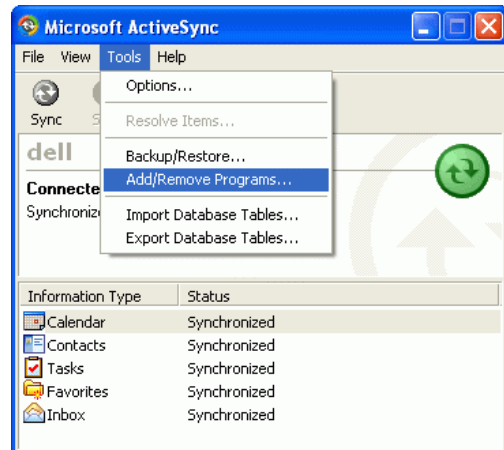 Microsoft ActiveSync
File View Tools Help
Options...
Sync
Resolve Items...
dell
Backup/Restore...
Add/Remove Programs...
Connecte
Synchroniz
Import Database Tables...
Export Database Tables...
Information Type Status
Calendar Synchronized
Contacts Synchronized
Tasks Synchronized
Favorites Synchronized
Inbox Synchronized